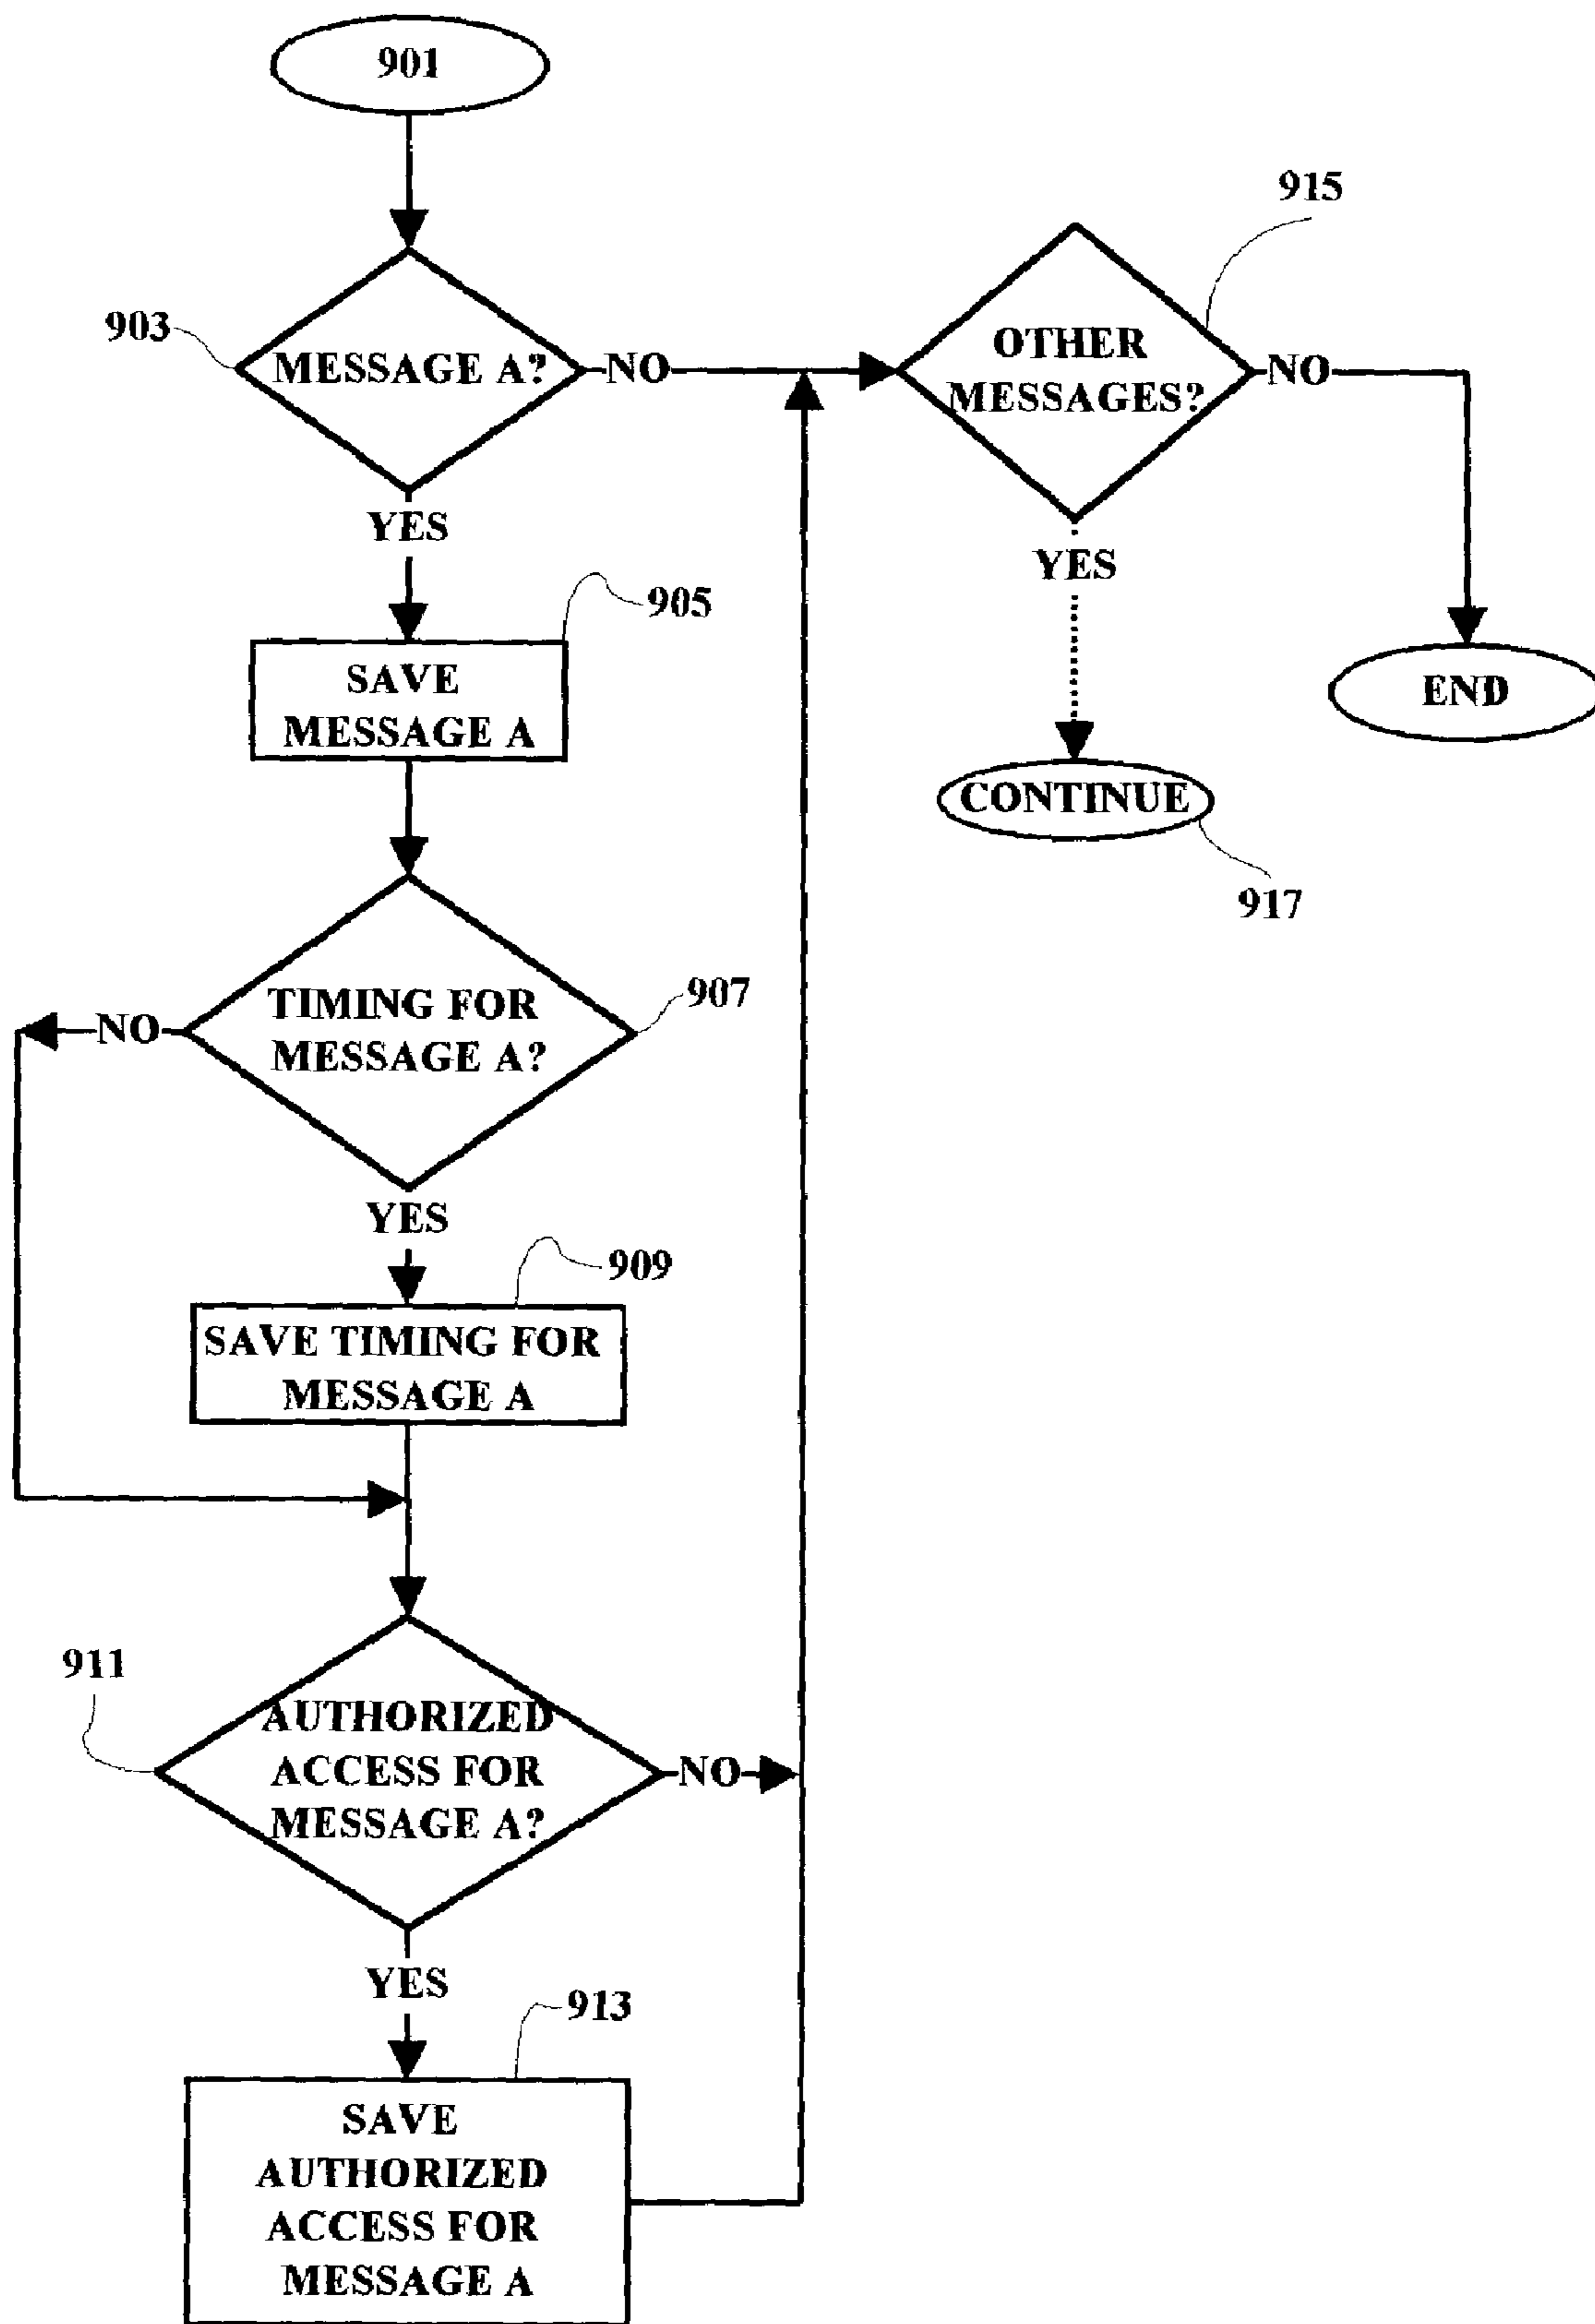 901
903
MESSAGE A?
NO
YES
905
SAVE
MESSAGE A
TIMING FOR
MESSAGE A?
907
NO
YES
909
SAVE TIMING FOR
MESSAGE A
911
AUTHORIZED
ACCESS FOR
MESSAGE A?
NO
YES
913
SAVE
AUTHORIZED
ACCESS FOR
MESSAGE A
915
OTHER
MESSAGES?
NO
YES
END
CONTINUE
917